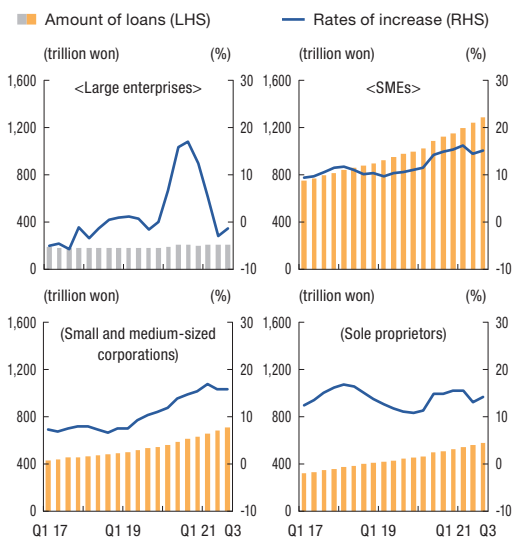 Amount of loans (LHS) Rates of increase (RHS)
(trillion won) (%) (trillion won) (%)
1,600 30 1,600 30
<Large enterprises> <SMEs>
1,200 20 1,200 20
800 10 800 10
400 0 400 0
0 -10 0 -10
(trillion won) (%) (trillion won) (%)
1,600 30 1,600 30
(Small and medium-sized (Sole proprietors)
corporations)
1,200 20 1,200 20
800 10 800 10
400 0 400 0
0 -10 0 -10
Q1 17 Q1 19 Q1 21 Q3 Q1 17 Q1 19 Q1 21 Q3